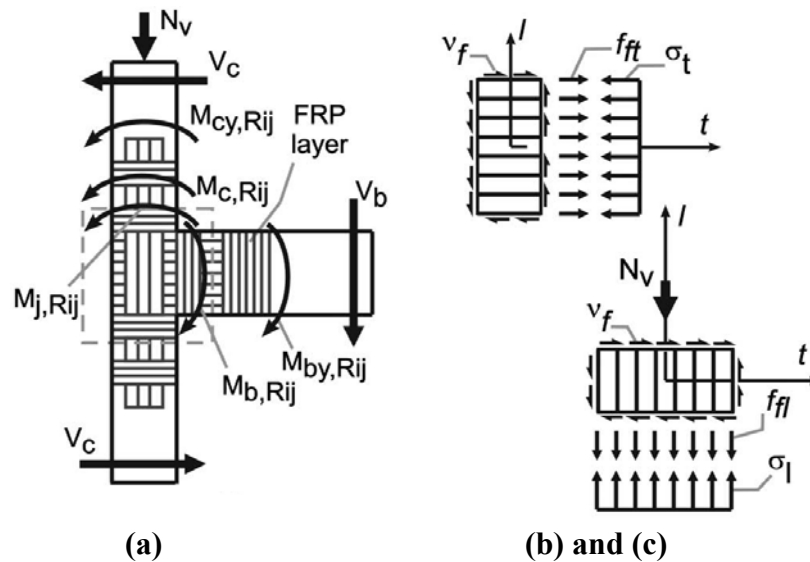 N_v
V_c
M_cy,Rij
FRP
layer
M_c,Rij
V_b
M_j,Rij
M_b,Rij
M_by,Rij
V_c
(a)
l
ν_f
f_ft
σ_t
t
l
N_v
ν_f
t
f_fl
σ_l
(b) and (c)